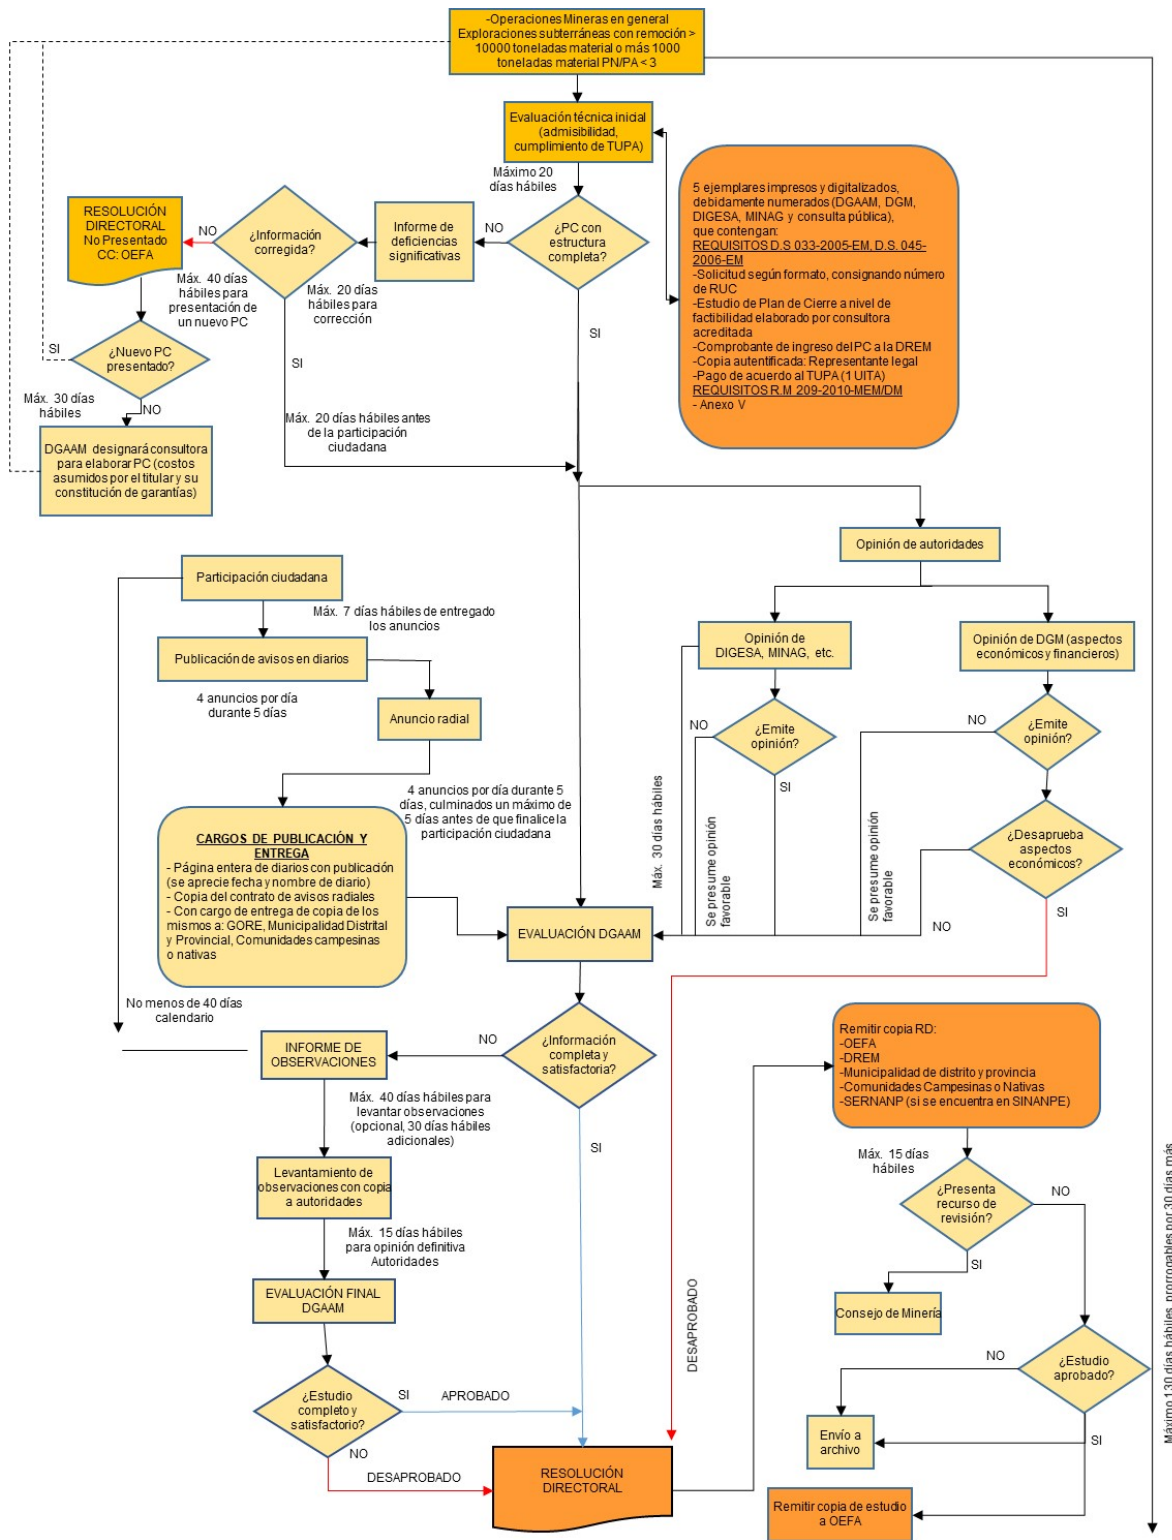 -Operaciones Mineras en general
Exploraciones subterráneas con remoción >
10000 toneladas material o más 1000
toneladas material PN/PA < 3
Evaluación técnica inicial
(admisibilidad,
cumplimiento de TUPA)
Máximo 20
días hábiles
5 ejemplares impresos y digitalizados,
debidamente numerados (DGAAM, DGM,
DIGESA, MINAG y consulta pública),
que contengan:
REQUISITOS D.S 033-2005-EM, D.S. 045-
2006-EM
-Solicitud según formato, consignando número
de RUC
-Estudio de Plan de Cierre a nivel de
factibilidad elaborado por consultora
acreditada
-Comprobante de ingreso del PC a la DREM
-Copia autentificada: Representante legal
-Pago de acuerdo al TUPA (1 UITA)
REQUISITOS R.M 209-2010-MEM/DM
- Anexo V
¿PC con
estructura
completa?
NO
SI
Informe de
deficiencias
significativas
¿Información
corregida?
NO
SI
Máx. 20 días
hábiles para
corrección
RESOLUCIÓN
DIRECTORAL
No Presentado
CC: OEFA
Máx. 40 días
hábiles para
presentación de
un nuevo PC
¿Nuevo PC
presentado?
SI
NO
Máx. 30 días
hábiles
DGAAM designará consultora
para elaborar PC (costos
asumidos por el titular y su
constitución de garantías)
Máx. 20 días hábiles antes
de la participación
ciudadana
Opinión de autoridades
Participación ciudadana
Máx. 7 días hábiles de entregado
los anuncios
Publicación de avisos en diarios
4 anuncios por día
durante 5 días
Anuncio radial
4 anuncios por día durante 5
días, culminados un máximo de
5 días antes de que finalice la
participación ciudadana
Opinión de
DIGESA, MINAG, etc.
¿Emite
opinión?
NO
SI
Máx. 30 días hábiles
Se presume opinión
favorable
Opinión de DGM (aspectos
económicos y financieros)
¿Emite
opinión?
NO
SI
Se presume opinión
favorable
¿Desaprueba
aspectos
económicos?
SI
NO
CARGOS DE PUBLICACIÓN Y
ENTREGA
- Página entera de diarios con publicación
(se aprecie fecha y nombre de diario)
- Copia del contrato de avisos radiales
- Con cargo de entrega de copia de los
mismos a: GORE, Municipalidad Distrital
y Provincial, Comunidades campesinas
o nativas
EVALUACIÓN DGAAM
No menos de 40 días
calendario
¿Información
completa y
satisfactoria?
NO
SI
INFORME DE
OBSERVACIONES
Máx. 40 días hábiles para
levantar observaciones
(opcional, 30 días hábiles
adicionales)
Levantamiento de
observaciones con copia
a autoridades
Máx. 15 días hábiles
para opinión definitiva
Autoridades
EVALUACIÓN FINAL
DGAAM
¿Estudio
completo y
satisfactorio?
SI
APROBADO
NO
DESAPROBADO
DESAPROBADO
RESOLUCIÓN
DIRECTORAL
Remitir copia RD:
-OEFA
-DREM
-Municipalidad de distrito y provincia
-Comunidades Campesinas o Nativas
-SERNANP (si se encuentra en SINANPE)
Máx. 15 días
hábiles
¿Presenta
recurso de
revisión?
NO
SI
Consejo de Minería
¿Estudio
aprobado?
NO
SI
Envío a
archivo
Remitir copia de estudio
a OEFA
Máximo 130 días hábiles, prorrogables por 30 días más